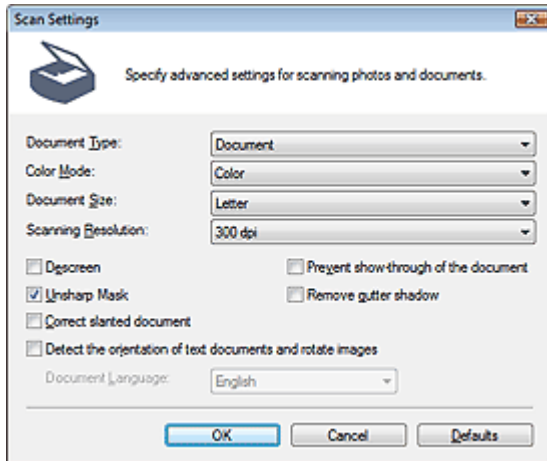 Scan Settings
Specify advanced settings for scanning photos and documents.
Document Type: Document
Color Mode: Color
Document Size: Letter
Scanning Resolution: 300 dpi
Descreen Prevent show-through of the document
Unsharp Mask Remove gutter shadow
Correct slanted document
Detect the orientation of text documents and rotate images
Document Language: English
OK Cancel Defaults